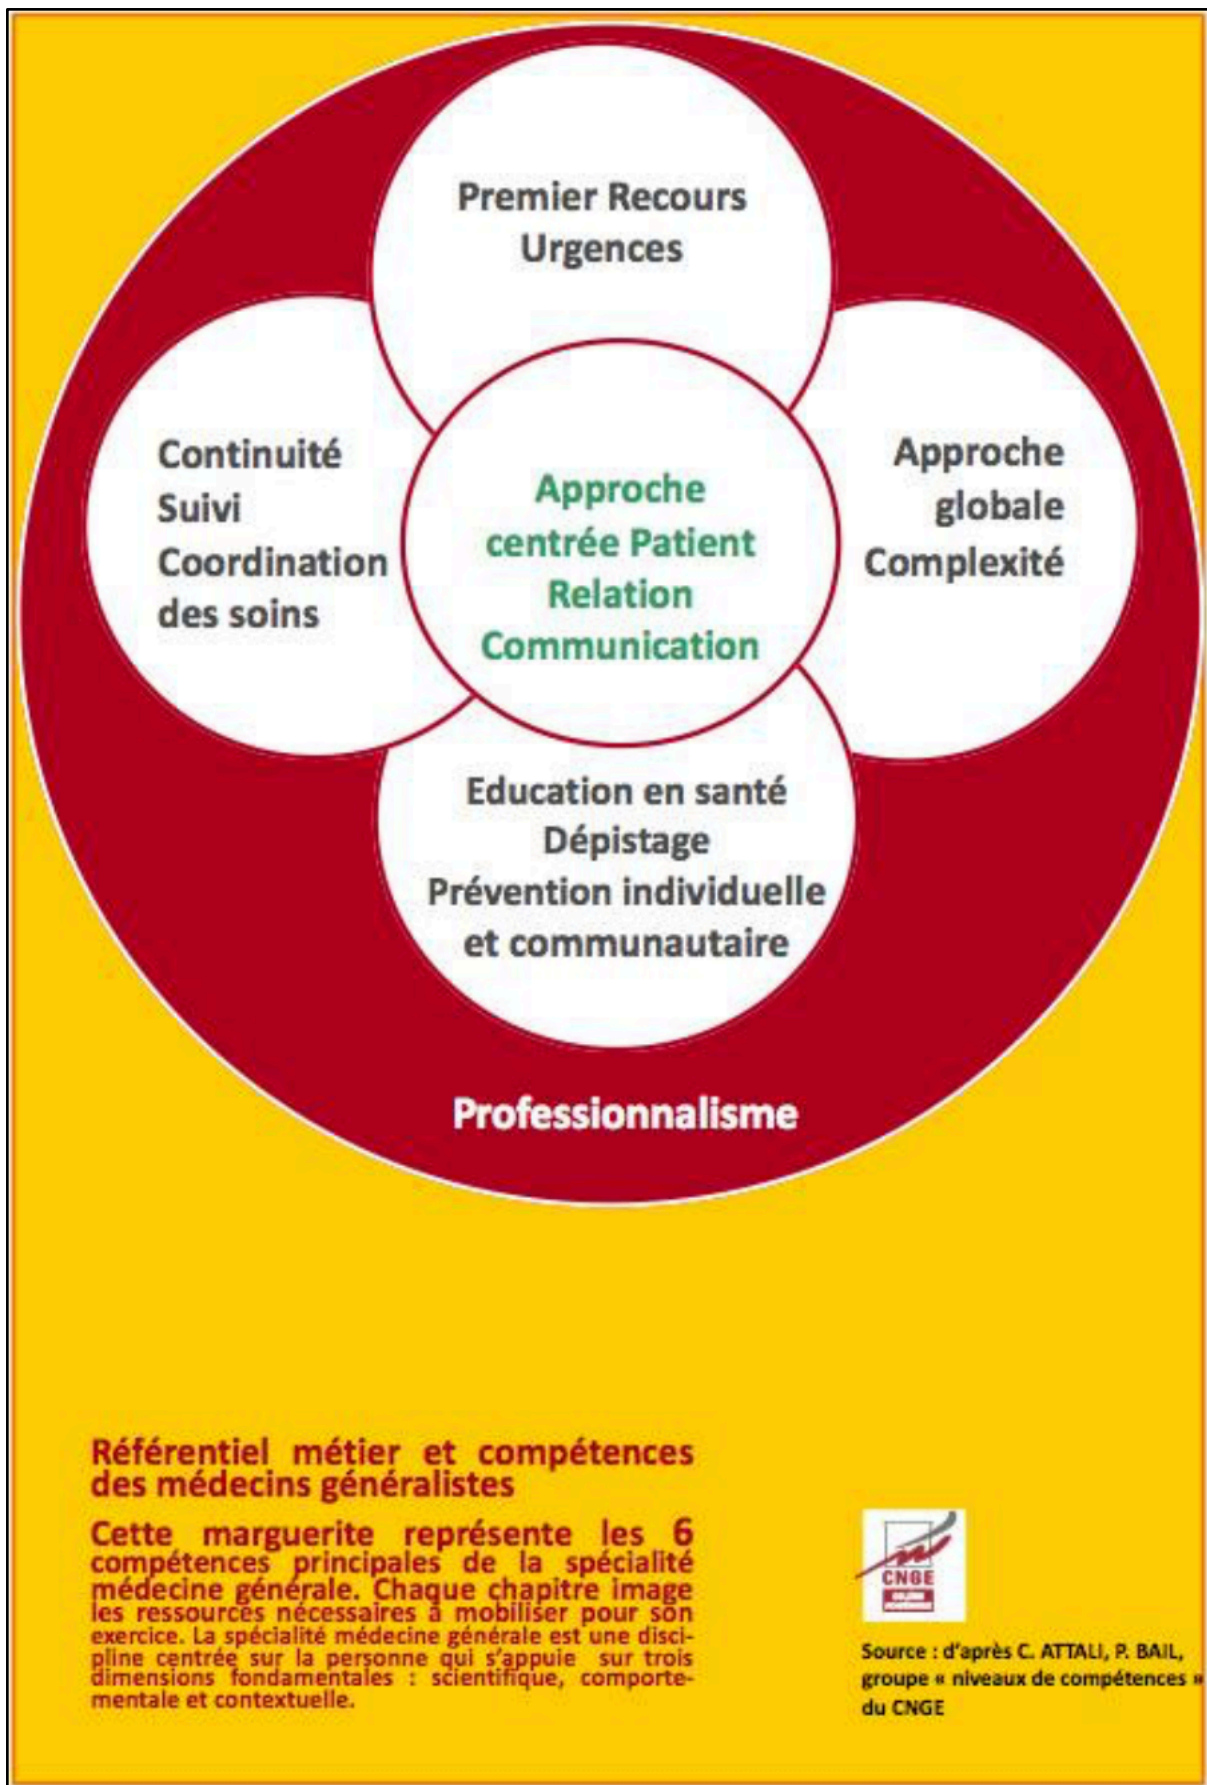 Premier Recours
Urgences
Continuité
Suivi
Coordination
des soins
Approche
centrée Patient
Relation
Communication
Approche
globale
Complexité
Education en santé
Dépistage
Prévention individuelle
et communautaire
Professionnalisme
Référentiel métier et compétences
des médecins généralistes
Cette marguerite représente les 6
compétences principales de la spécialité
médecine générale. Chaque chapitre image
les ressources nécessaires à mobiliser pour son
exercice. La spécialité médecine générale est une disci-
pline centrée sur la personne qui s'appuie sur trois
dimensions fondamentales : scientifique, comporte-
mentale et contextuelle.
CNGE
Source : d'après C. ATTALI, P. BAIL,
groupe « niveaux de compétences »
du CNGE